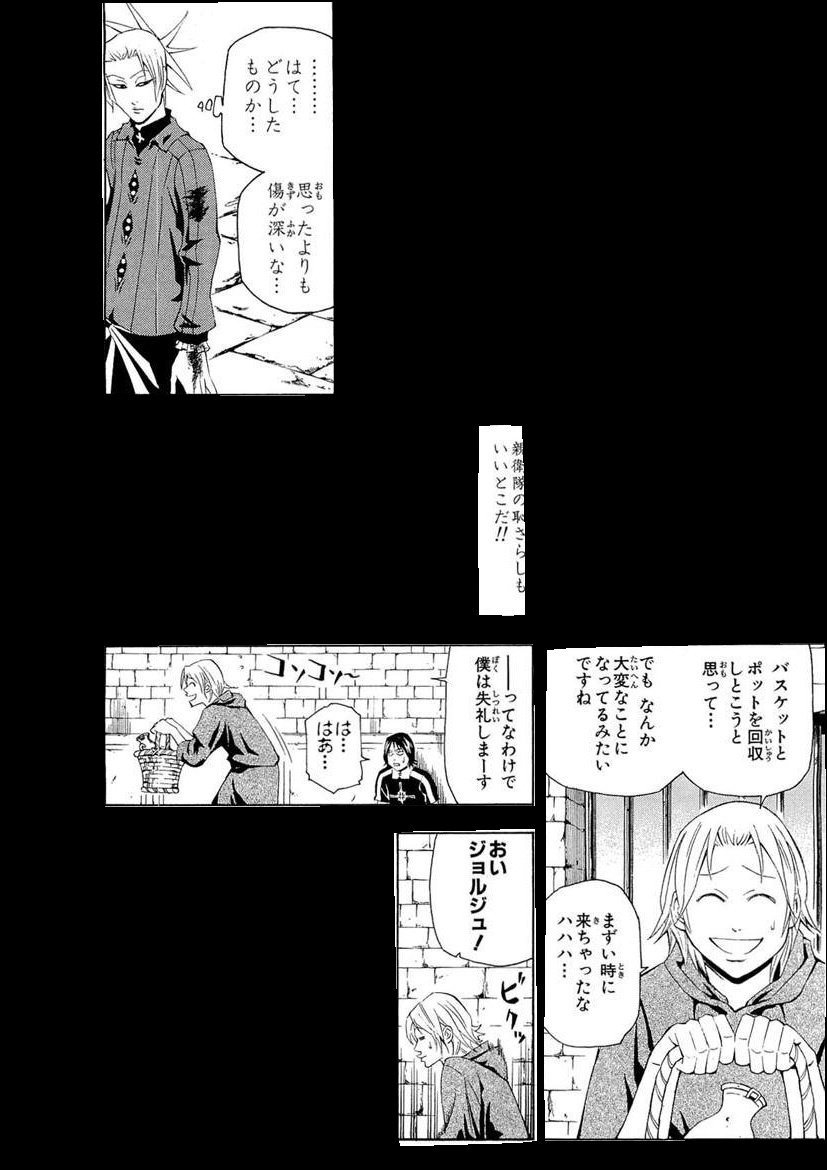 ………
はて…
どうした
ものか…
思ったよりも
傷が深いな…
親衛隊の恥さらしも
いいとこだ!!
バスケットと
ポットを回収
しとこうと
思って…
でも なんか
大変なことに
なってるみたい
ですね
まずい時に
来ちゃったな
ハハハ…
――ってなわけで
僕は失礼しまーす
は…
はあ…
コソコソ〜
おい
ジョルジュ!
ビクッ